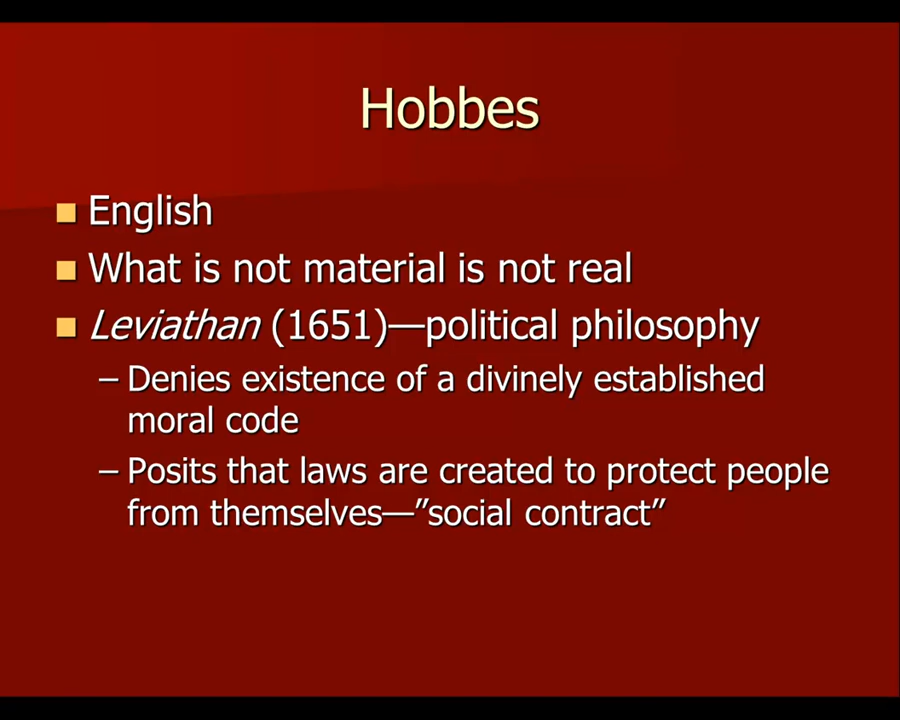 Hobbes
English
What is not material is not real
Leviathan (1651)—political philosophy
– Denies existence of a divinely established
moral code
– Posits that laws are created to protect people
from themselves—”social contract”